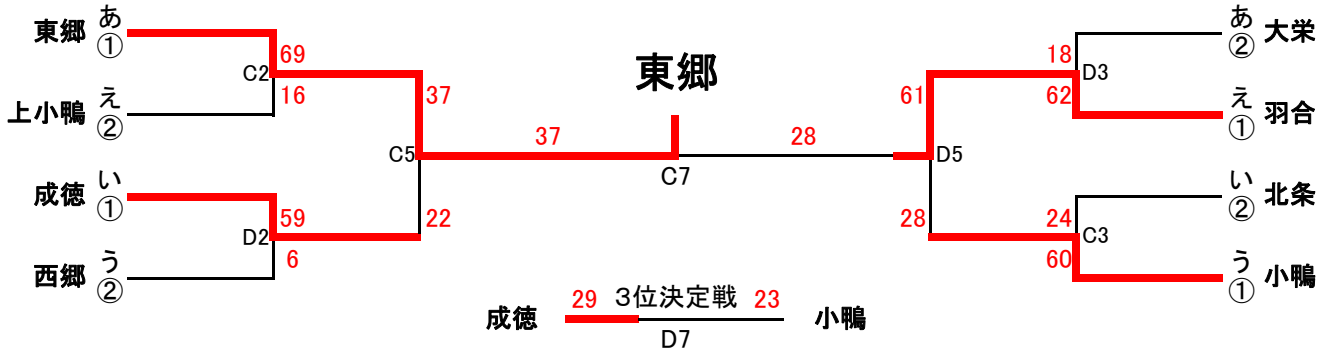 東郷 あ ①
69
C2
16
上小鴨 え ②
37
C5
22
成徳 い ①
59
D2
6
西郷 う ②
東郷
37
28
C7
あ ② 大栄
18
D3
62
え ① 羽合
61
D5
28
い ② 北条
24
C3
60
う ① 小鴨
成徳 29 3位決定戦 23 小鴨
D7